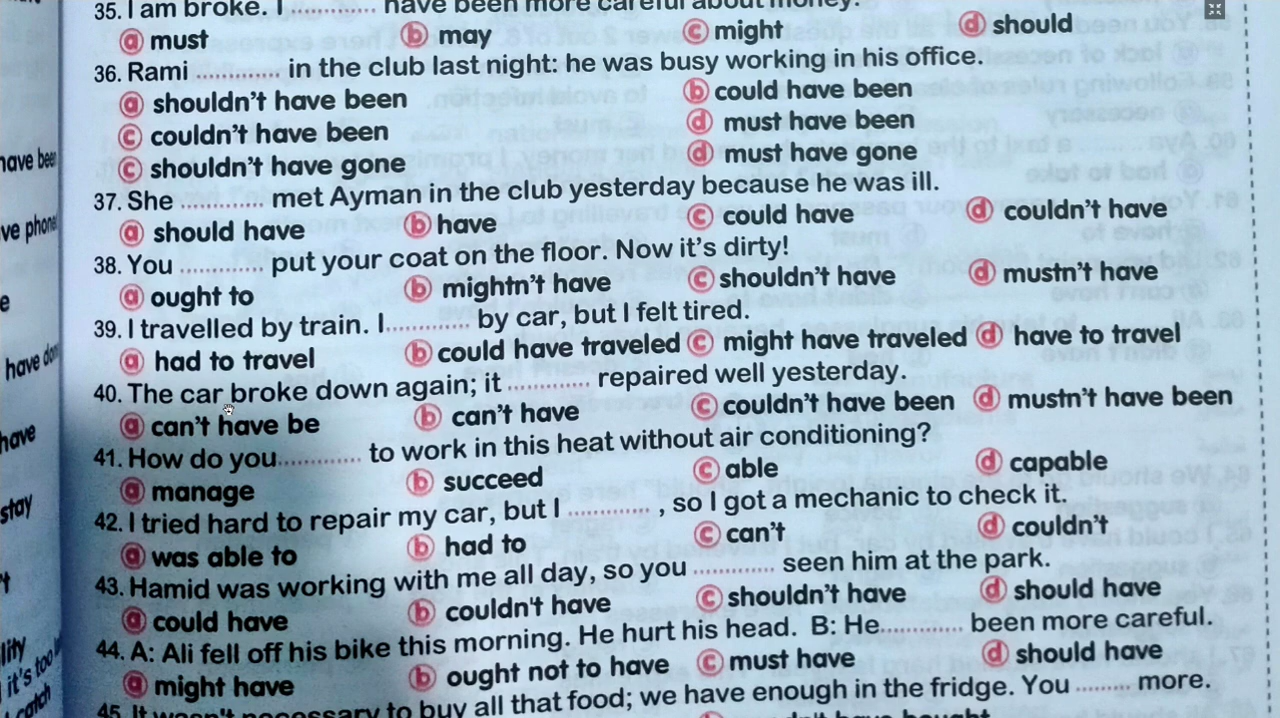 have been
ve phone
e
have don
have
stay
't
lity
it's too l
catch
35. I am broke. I ............ have been more careful about money.
a must b may c might d should
36. Rami ............ in the club last night: he was busy working in his office.
a shouldn't have been b could have been
c couldn't have been d must have been
c shouldn't have gone d must have gone
37. She ............ met Ayman in the club yesterday because he was ill.
a should have b have c could have d couldn't have
38. You ............ put your coat on the floor. Now it's dirty!
a ought to b mightn't have c shouldn't have d mustn't have
39. I travelled by train. I ............ by car, but I felt tired.
a had to travel b could have traveled c might have traveled d have to travel
40. The car broke down again; it ............ repaired well yesterday.
a can't have be b can't have c couldn't have been d mustn't have been
41. How do you ............ to work in this heat without air conditioning?
a manage b succeed c able d capable
42. I tried hard to repair my car, but I ............ , so I got a mechanic to check it.
a was able to b had to c can't d couldn't
43. Hamid was working with me all day, so you ............ seen him at the park.
a could have b couldn't have c shouldn't have d should have
44. A: Ali fell off his bike this morning. He hurt his head. B: He ............ been more careful.
a might have b ought not to have c must have d should have
45. It wasn't necessary to buy all that food; we have enough in the fridge. You ........ more.